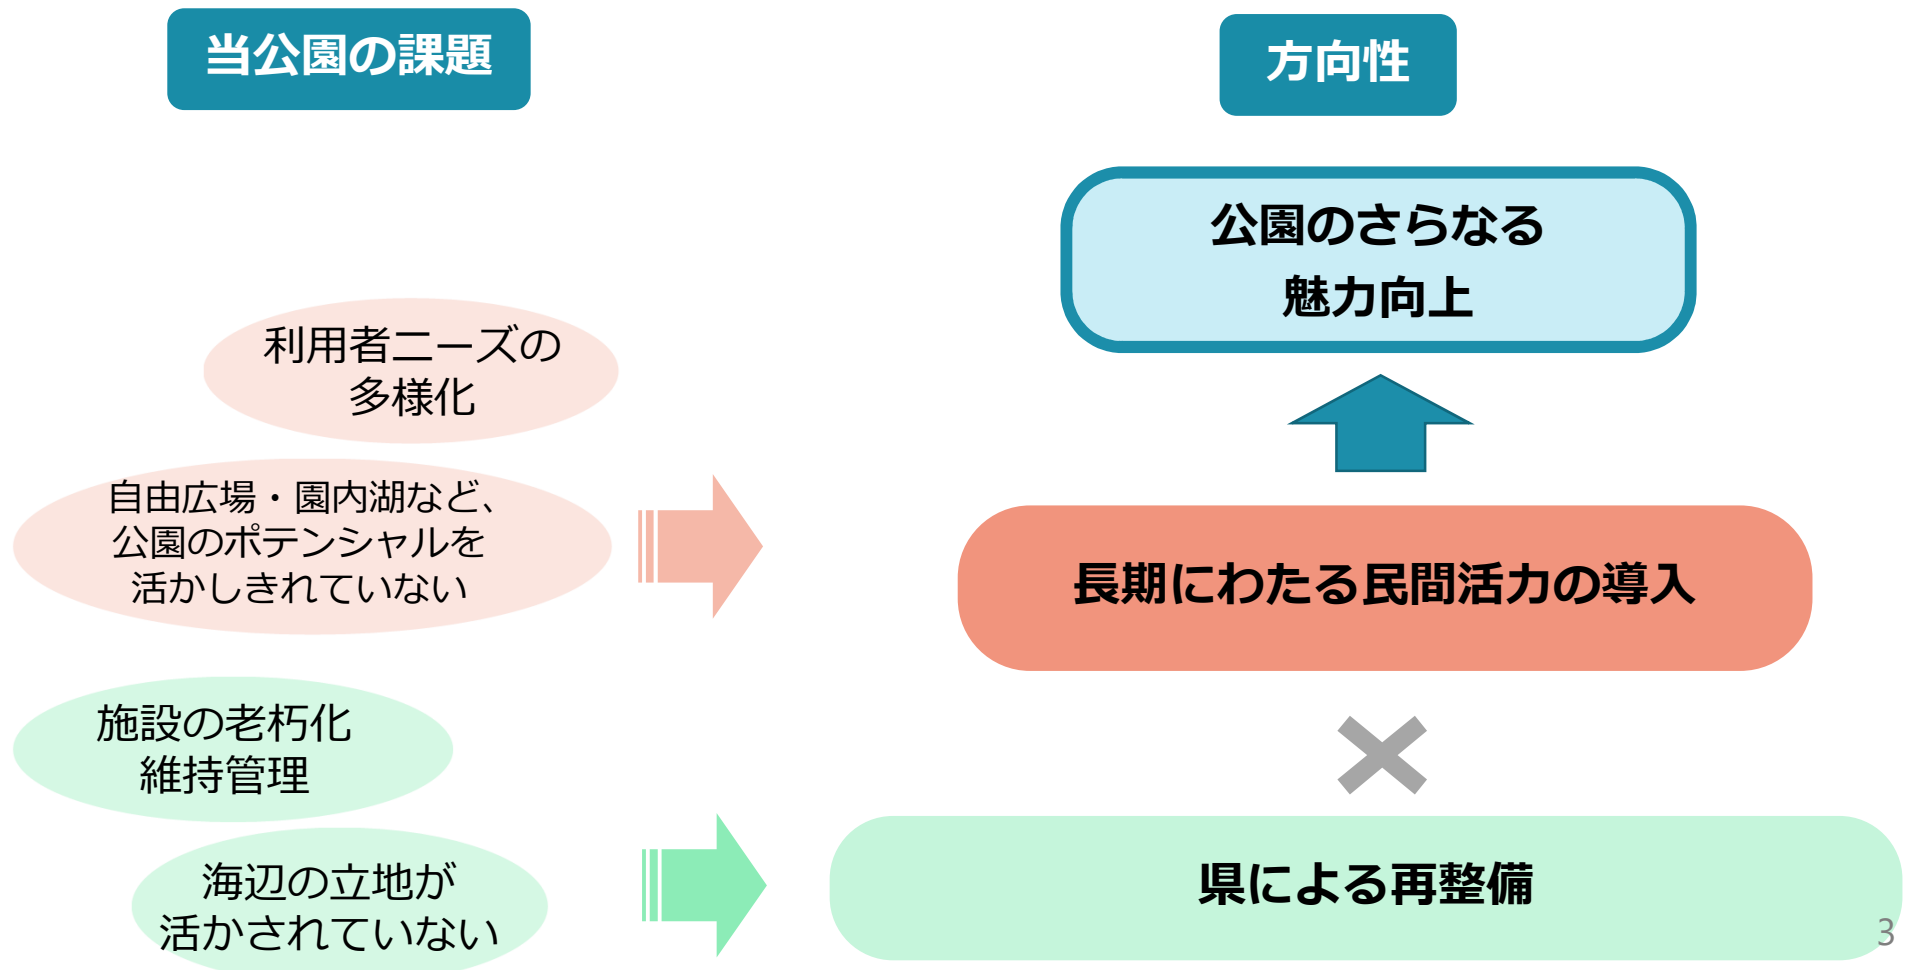 当公園の課題
方向性
公園のさらなる
魅力向上
利用者ニーズの
多様化
自由広場・園内湖など、
公園のポテンシャルを
活かしきれていない
長期にわたる民間活力の導入
施設の老朽化
維持管理
海辺の立地が
活かされていない
県による再整備
3